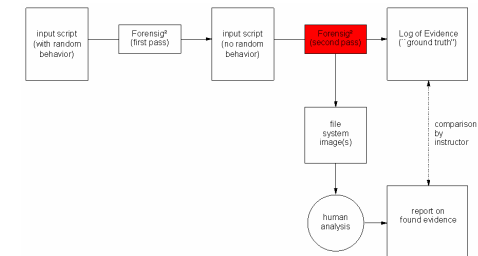 input script
(with random
behavior)
Forensig²
(first pass)
input script
(no random
behavior)
Forensig²
(second pass)
Log of Evidence
(``ground truth")
file
system
image(s)
comparison
by
instructor
human
analysis
report on
found evidence